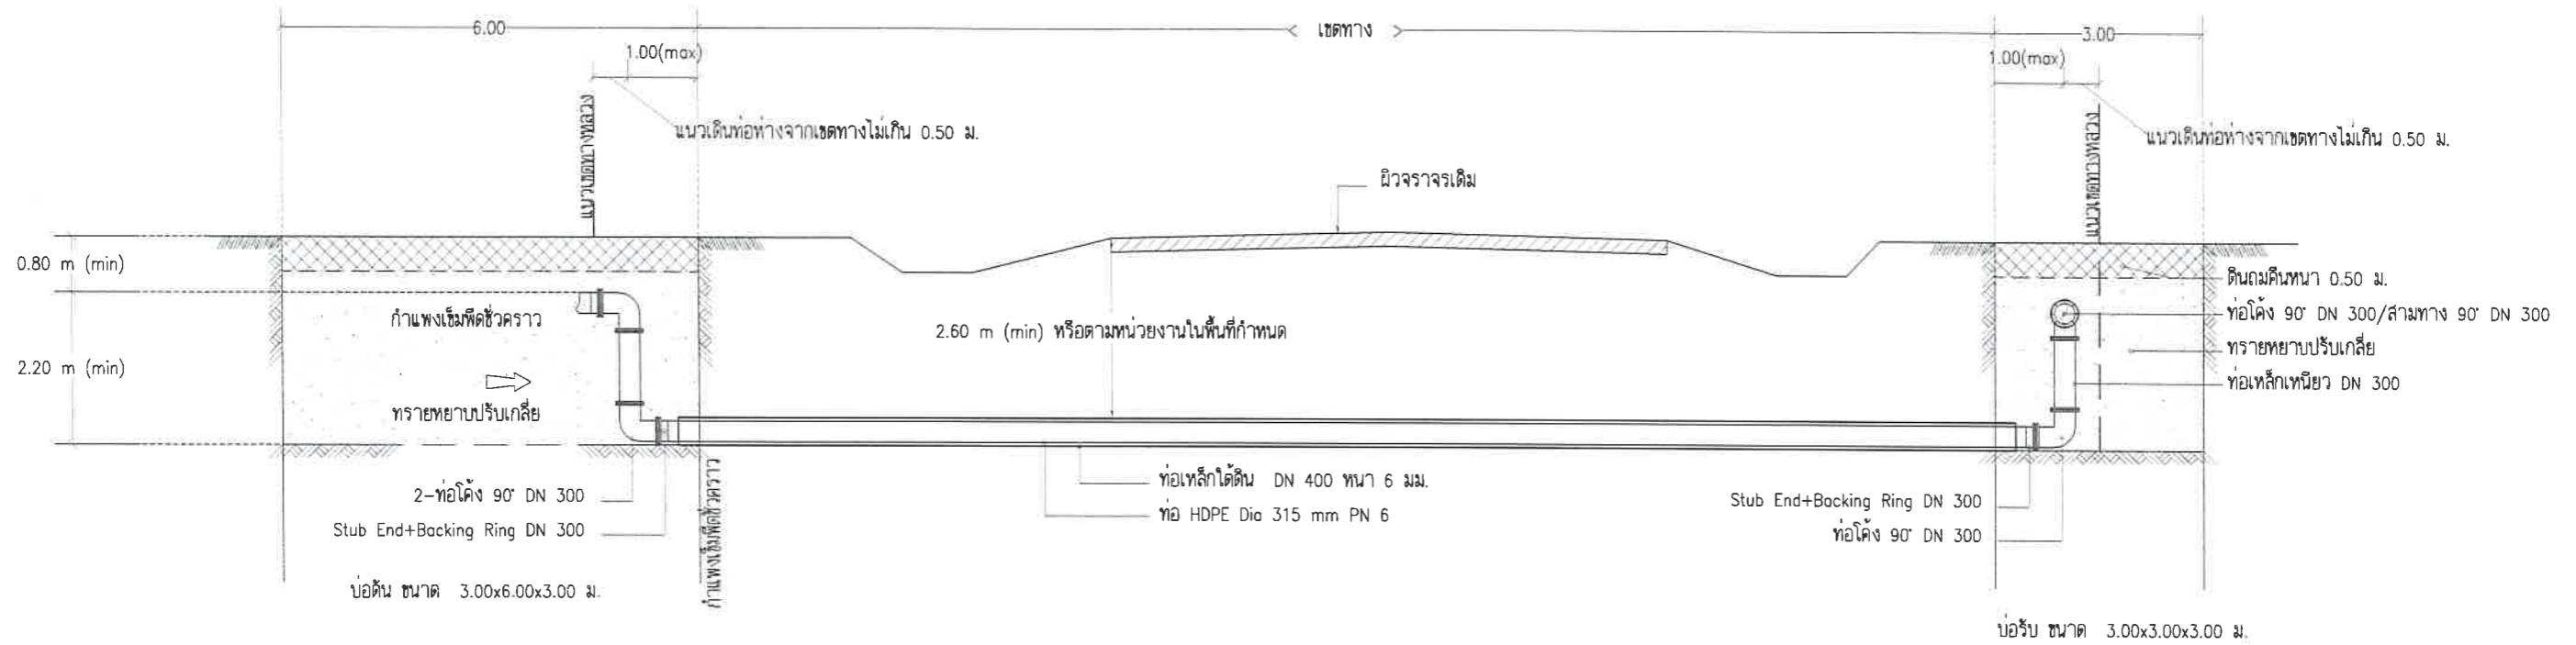 6.00
< เขตทาง >
3.00
1.00(max)
1.00(max)
แนวเขตทางหลวง
แนวเดินท่อห่างจากเขตทางไม่เกิน 0.50 ม.
แนวเขตทางหลวง
แนวเดินท่อห่างจากเขตทางไม่เกิน 0.50 ม.
ผิวจราจรเดิม
0.80 m (min)
2.20 m (min)
กำแพงเข็มพืดชั่วคราว
ทรายหยาบปรับเกลี่ย
2.60 m (min) หรือตามหน่วยงานในพื้นที่กำหนด
ดินถมคืนหนา 0.50 ม.
ท่อโค้ง 90° DN 300/สามทาง 90° DN 300
ทรายหยาบปรับเกลี่ย
ท่อเหล็กเหนียว DN 300
2-ท่อโค้ง 90° DN 300
Stub End+Backing Ring DN 300
กำแพงเข็มพืดชั่วคราว
ท่อเหล็กใต้ดิน DN 400 หนา 6 มม.
ท่อ HDPE Dia 315 mm PN 6
Stub End+Backing Ring DN 300
ท่อโค้ง 90° DN 300
บ่อดัน ขนาด 3.00x6.00x3.00 ม.
บ่อรับ ขนาด 3.00x3.00x3.00 ม.